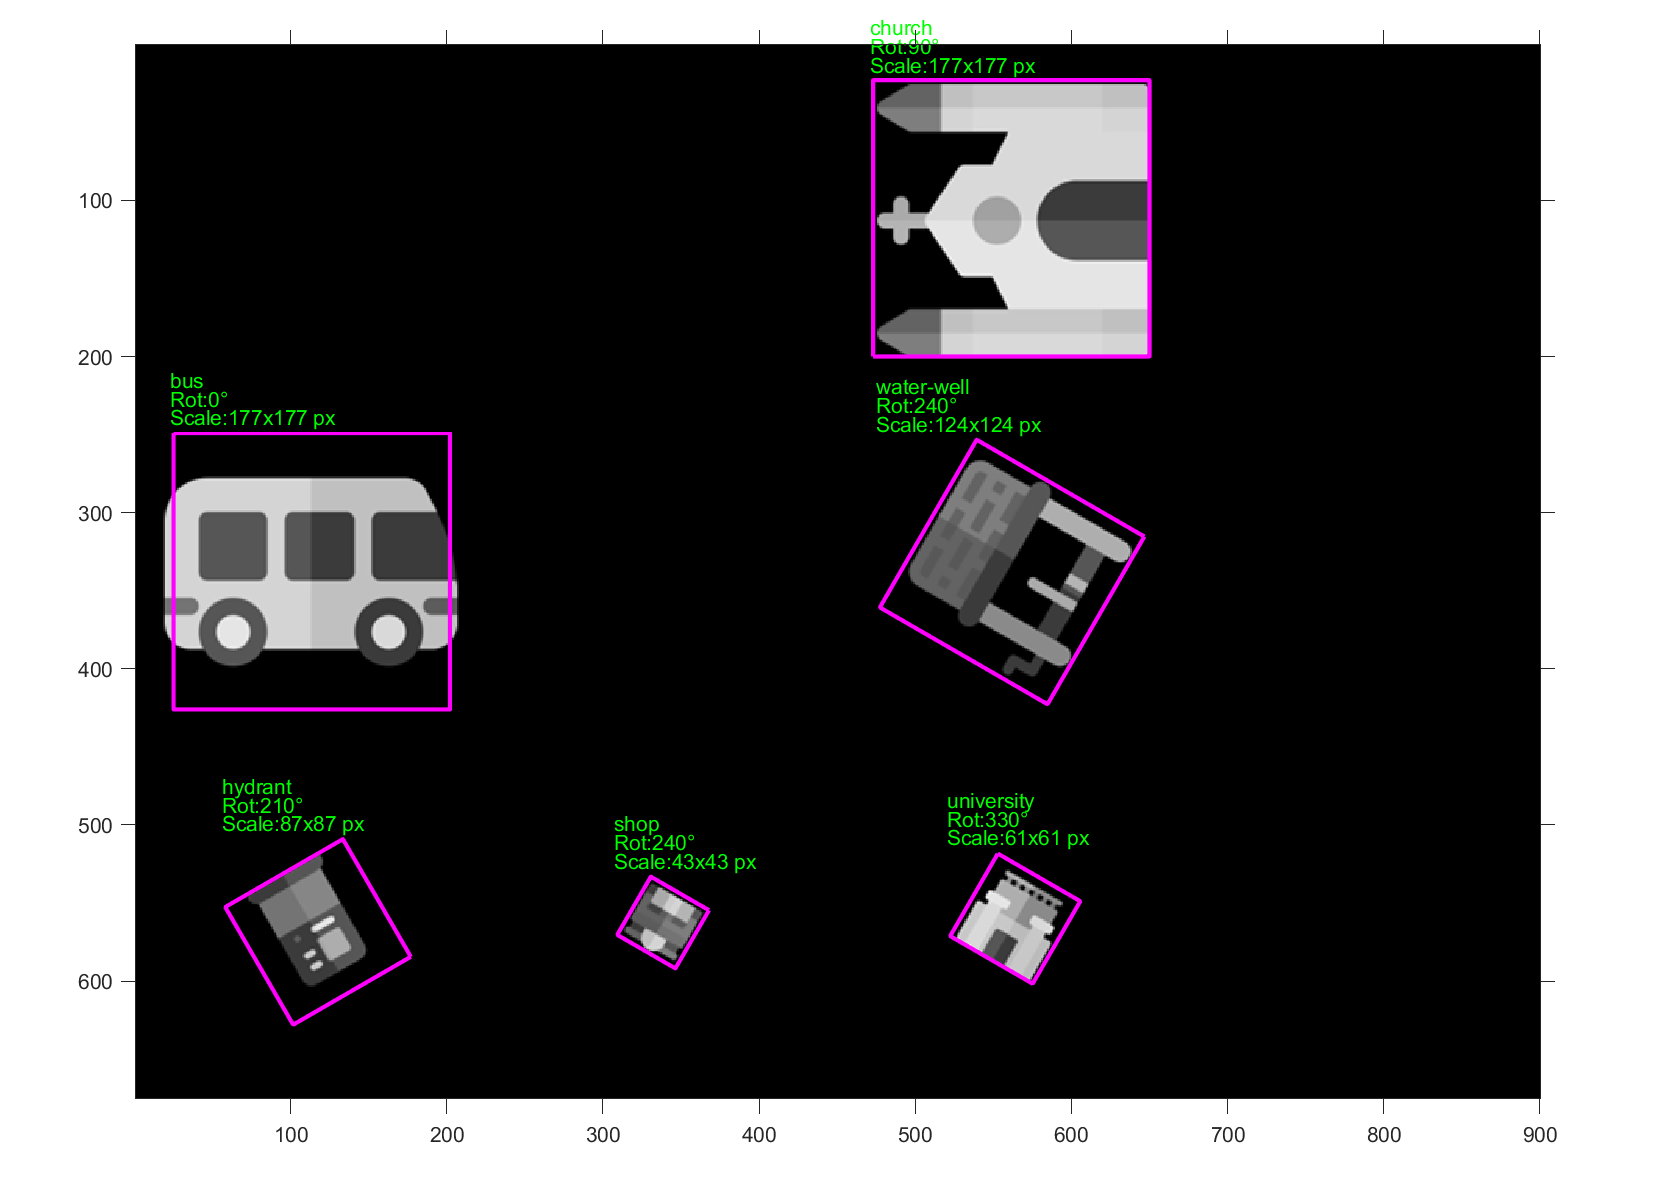 church
Rot:90°
Scale:177x177 px
100
200
bus
Rot:0°
Scale:177x177 px
water-well
Rot:240°
Scale:124x124 px
300
400
hydrant
Rot:210°
Scale:87x87 px
shop
Rot:240°
Scale:43x43 px
university
Rot:330°
Scale:61x61 px
500
600
100 200 300 400 500 600 700 800 900